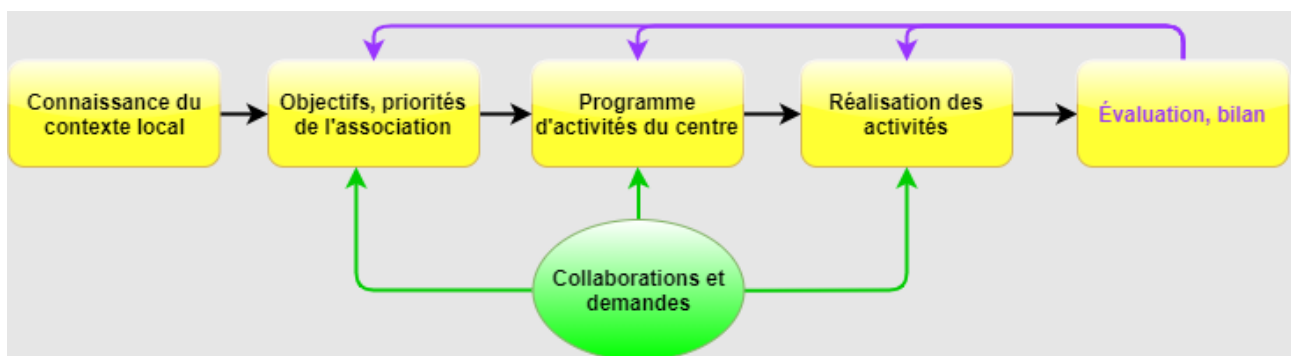 Connaissance du
contexte local
Objectifs, priorités
de l'association
Programme
d'activités du centre
Réalisation des
activités
Évaluation, bilan
Collaborations et
demandes